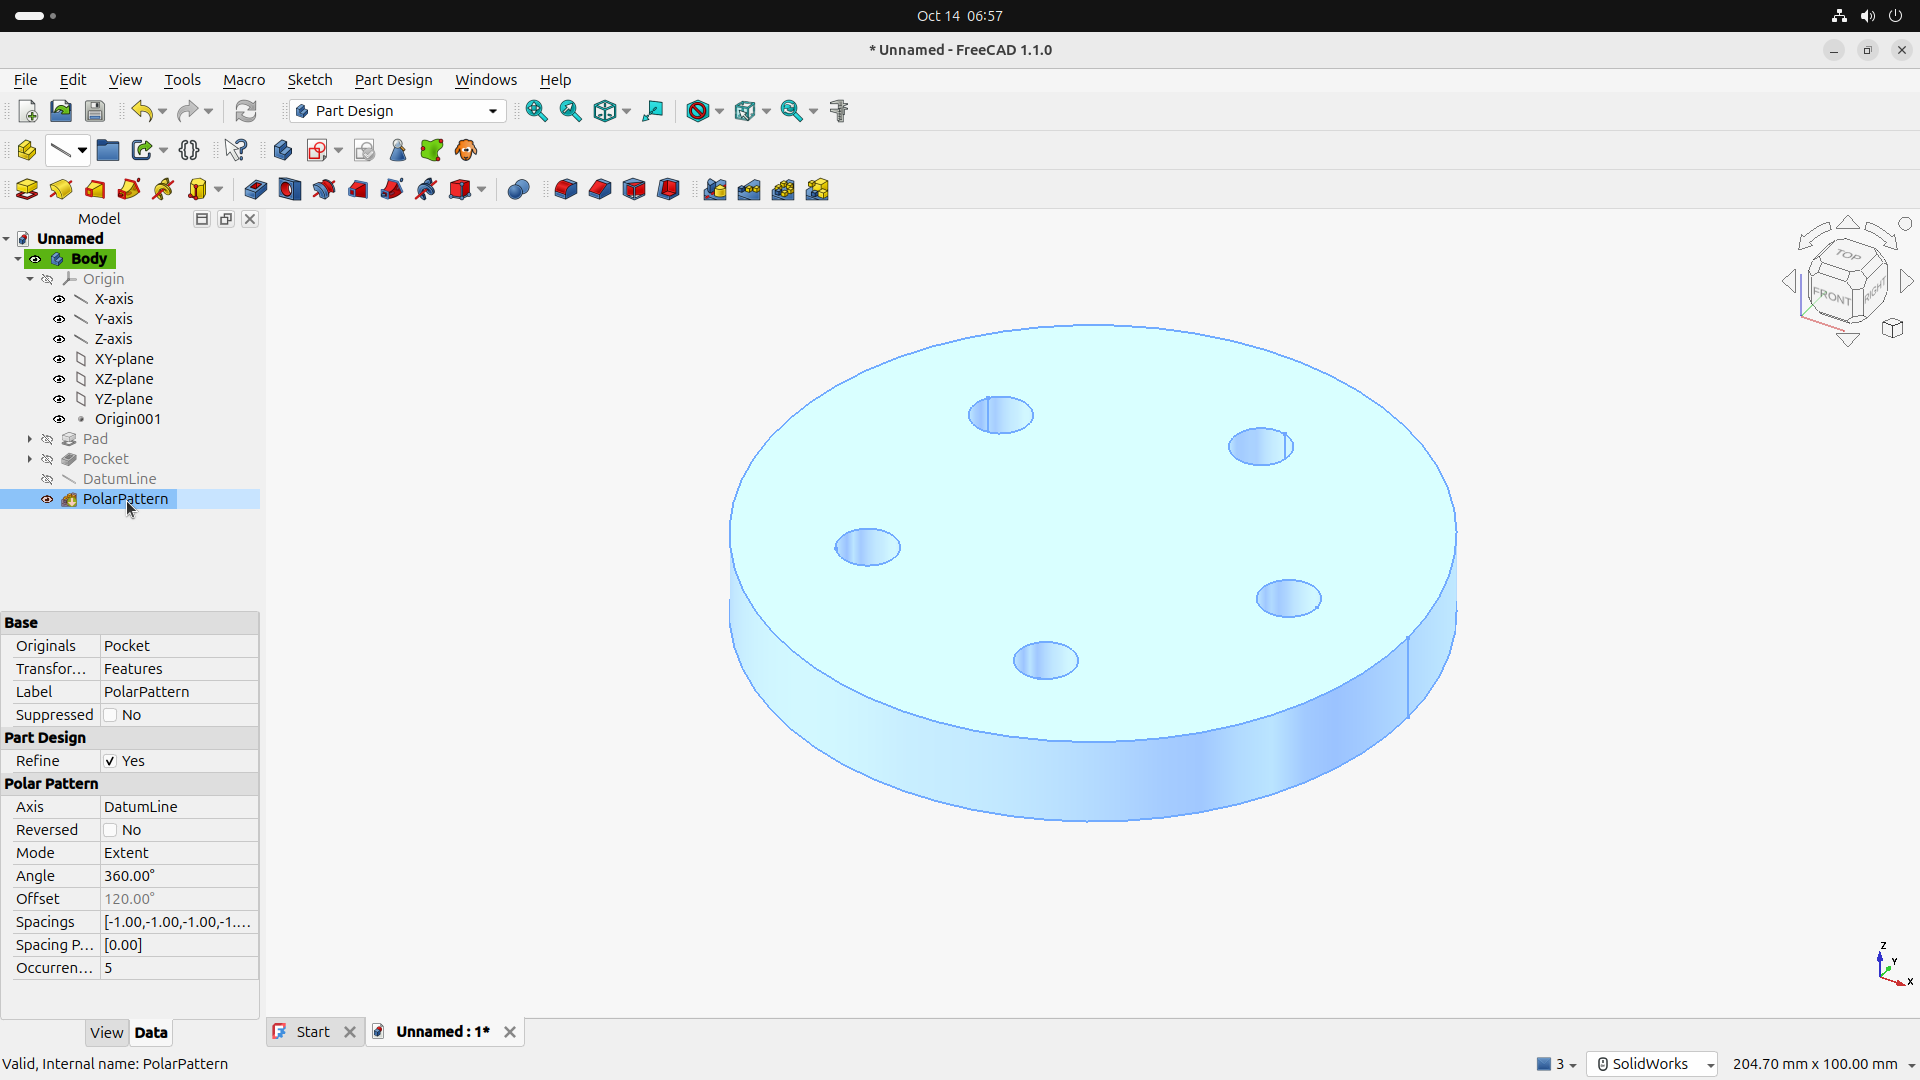 Oct 14 06:57
* Unnamed - FreeCAD 1.1.0
File Edit View Tools Macro Sketch Part Design Windows Help
Part Design
Model
Unnamed
Body
Origin
X-axis
Y-axis
Z-axis
XY-plane
XZ-plane
YZ-plane
Origin001
Pad
Pocket
DatumLine
PolarPattern
TOP
FRONT
RIGHT
Base
Originals Pocket
Transfor... Features
Label PolarPattern
Suppressed No
Part Design
Refine Yes
Polar Pattern
Axis DatumLine
Reversed No
Mode Extent
Angle 360.00°
Offset 120.00°
Spacings [-1.00,-1.00,-1.00,-1....
Spacing P... [0.00]
Occurren... 5
Z
Y
X
View Data
Start
Unnamed : 1*
Valid, Internal name: PolarPattern
3
SolidWorks
204.70 mm x 100.00 mm